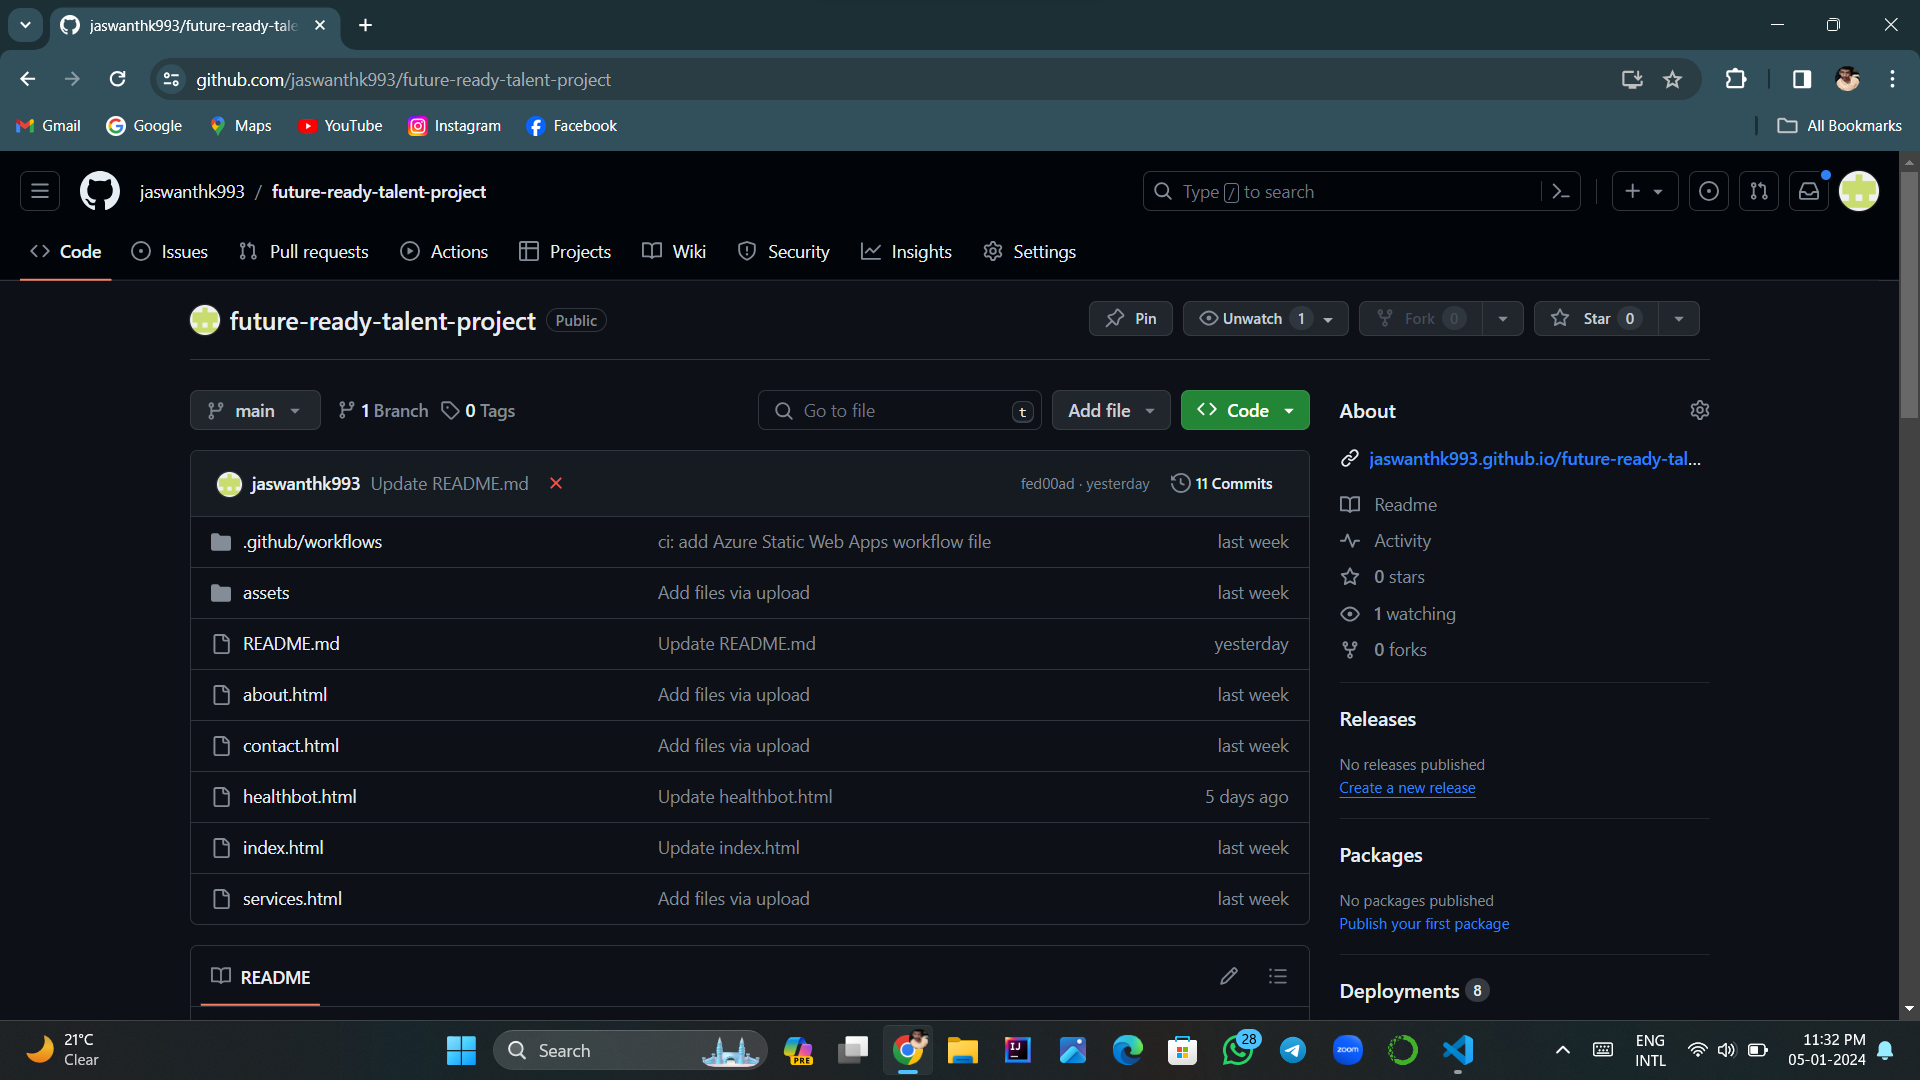 jaswanthk993/future-ready-tale
github.com/jaswanthk993/future-ready-talent-project
Gmail Google Maps YouTube Instagram Facebook All Bookmarks
jaswanthk993 / future-ready-talent-project Type / to search
Code Issues Pull requests Actions Projects Wiki Security Insights Settings
future-ready-talent-project Public Pin Unwatch 1 Fork 0 Star 0
main 1 Branch 0 Tags Go to file t Add file Code About
jaswanthk993.github.io/future-ready-tal...
jaswanthk993 Update README.md fed00ad · yesterday 11 Commits
Readme
.github/workflows ci: add Azure Static Web Apps workflow file last week
Activity
0 stars
assets Add files via upload last week
1 watching
README.md Update README.md yesterday
0 forks
about.html Add files via upload last week
Releases
contact.html Add files via upload last week
No releases published
Create a new release
healthbot.html Update healthbot.html 5 days ago
index.html Update index.html last week
Packages
services.html Add files via upload last week
No packages published
Publish your first package
README
Deployments 8
21°C
Clear
Search
PRE
IJ
28
zoom
ENG
INTL
11:32 PM
05-01-2024